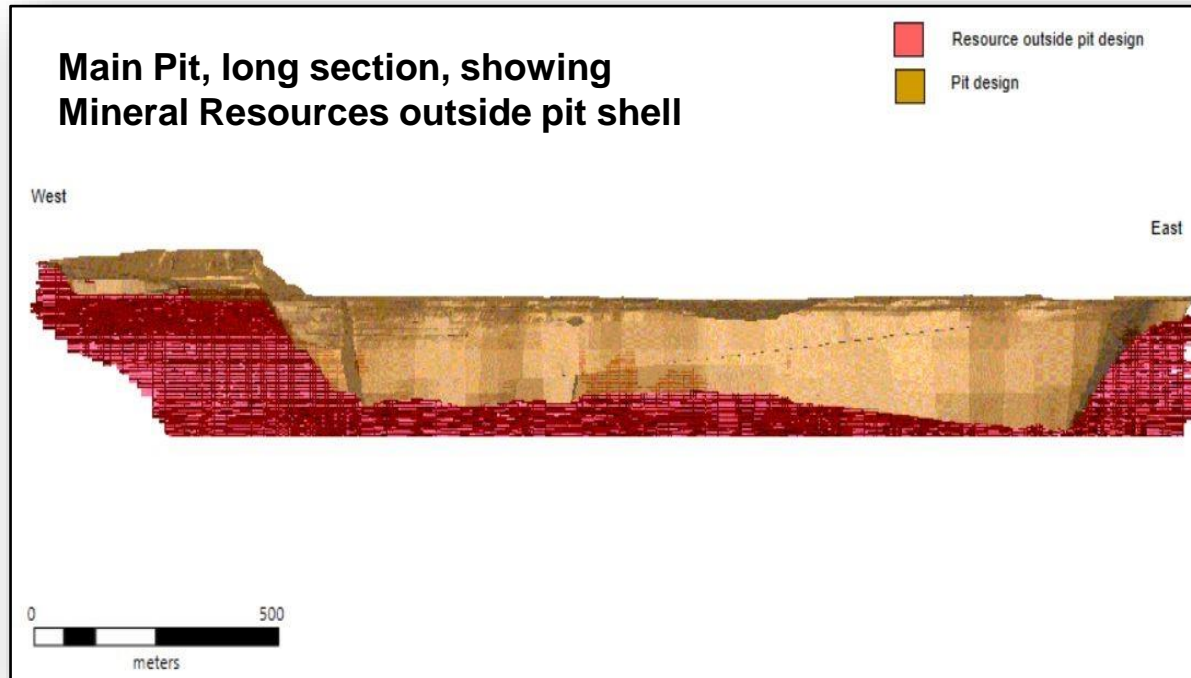 Main Pit, long section, showing
Mineral Resources outside pit shell
Resource outside pit design
Pit design
West
East
0 500
meters